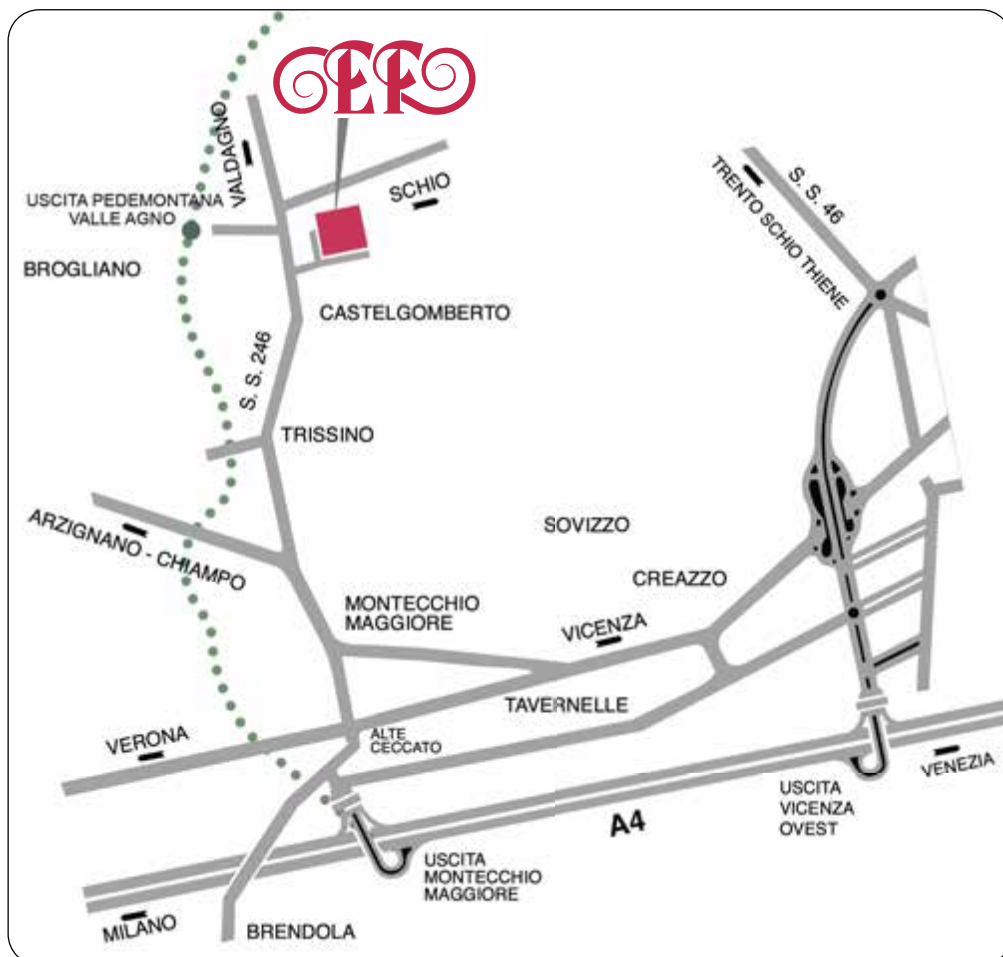 CEF
VALDAGNO
SCHIO
USCITA PEDEMONTANA
VALLE AGNO
BROGLIANO
CASTELGOMBERTO
S. S. 246
TRISSINO
ARZIGNANO - CHIAMPO
TRENTO SCHIO THIENE
S. S. 46
SOVIZZO
CREAZZO
MONTECCHIO
MAGGIORE
VICENZA
TAVERNELLE
VERONA
ALTE
CECCATO
VENEZIA
USCITA
VICENZA
OVEST
A4
USCITA
MONTECCHIO
MAGGIORE
MILANO
BRENDOLA